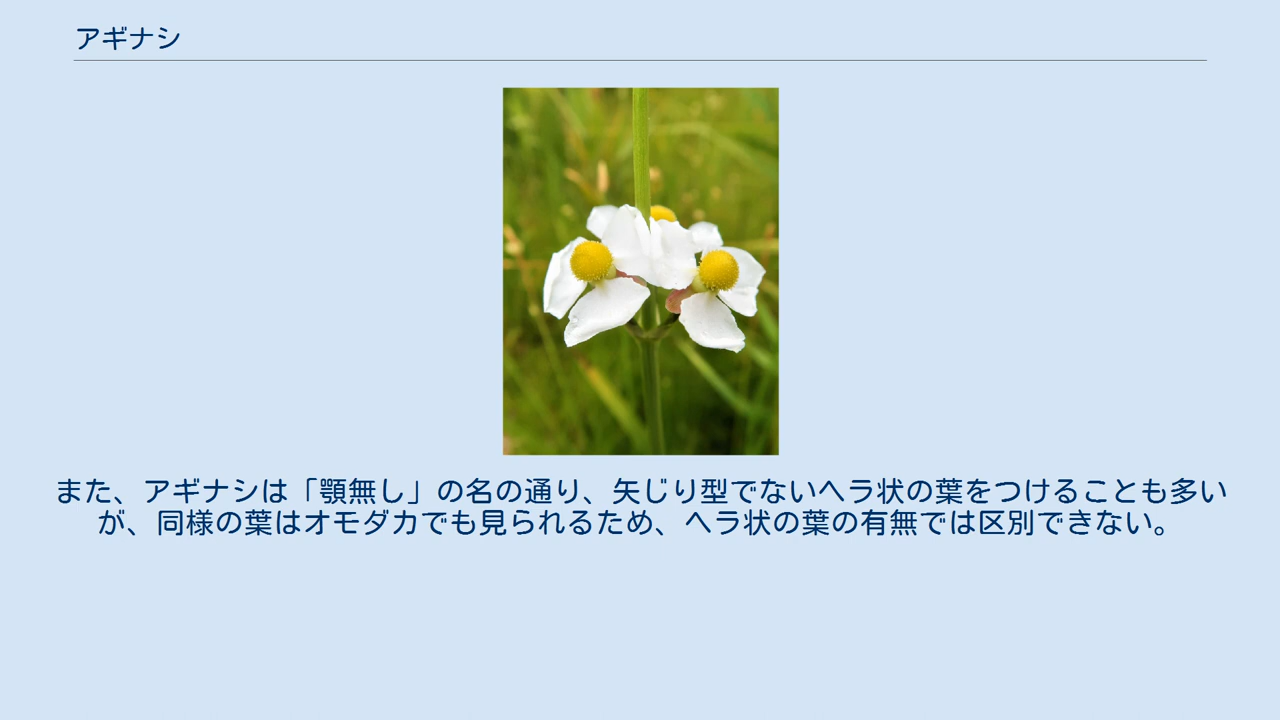 アギナシ
また、アギナシは「顎無し」の名の通り、矢じり型でないヘラ状の葉をつけることも多い
が、同様の葉はオモダカでも見られるため、ヘラ状の葉の有無では区別できない。